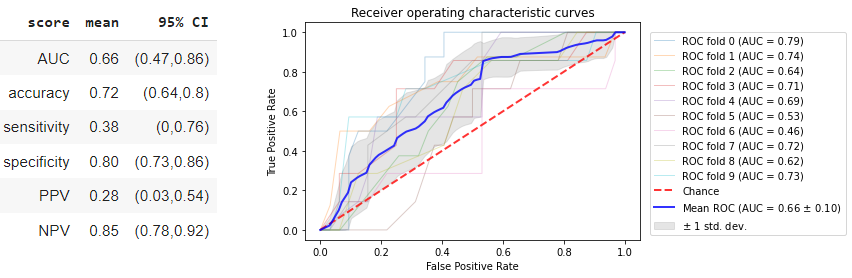 score mean 95% CI
AUC 0.66 (0.47,0.86)
accuracy 0.72 (0.64,0.8)
sensitivity 0.38 (0,0.76)
specificity 0.80 (0.73,0.86)
PPV 0.28 (0.03,0.54)
NPV 0.85 (0.78,0.92)
Receiver operating characteristic curves
True Positive Rate
1.0
0.8
0.6
0.4
0.2
0.0
0.0 0.2 0.4 0.6 0.8 1.0
False Positive Rate
ROC fold 0 (AUC = 0.79)
ROC fold 1 (AUC = 0.74)
ROC fold 2 (AUC = 0.64)
ROC fold 3 (AUC = 0.71)
ROC fold 4 (AUC = 0.69)
ROC fold 5 (AUC = 0.53)
ROC fold 6 (AUC = 0.46)
ROC fold 7 (AUC = 0.72)
ROC fold 8 (AUC = 0.62)
ROC fold 9 (AUC = 0.73)
Chance
Mean ROC (AUC = 0.66 ± 0.10)
± 1 std. dev.